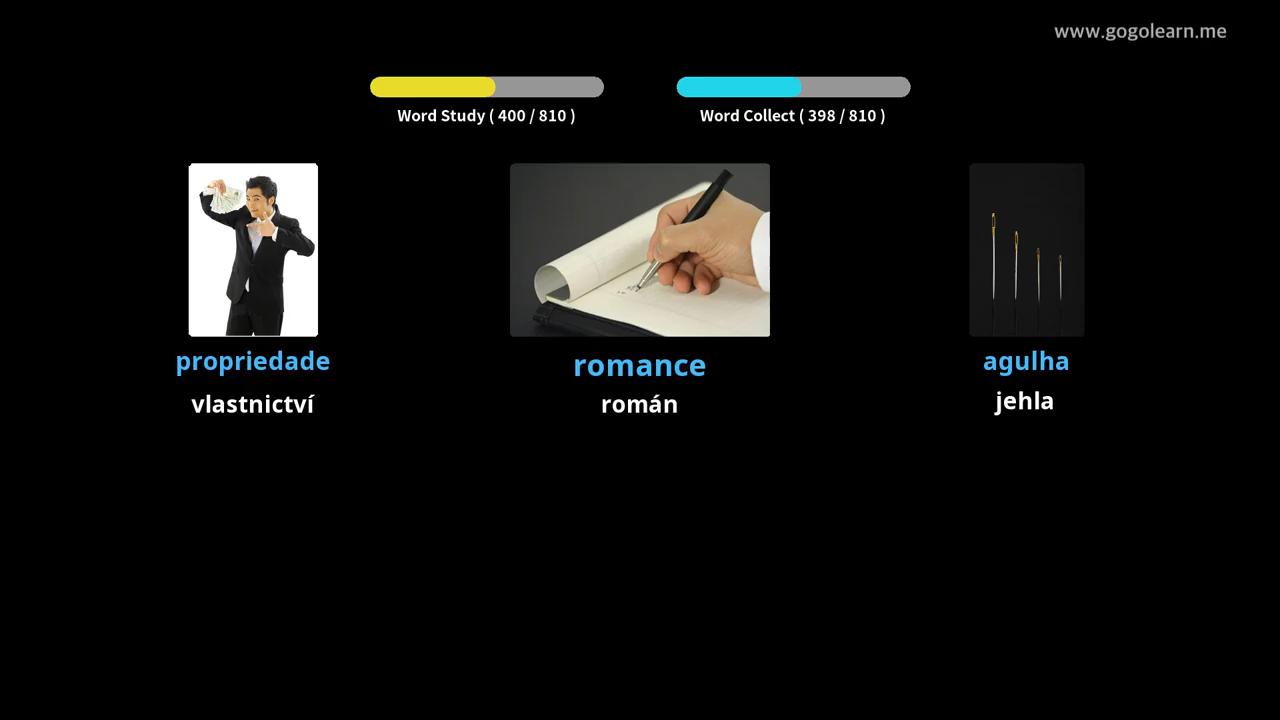 www.gogolearn.me
Word Study ( 400 / 810 )
Word Collect ( 398 / 810 )
propriedade
vlastnictví
romance
román
agulha
jehla